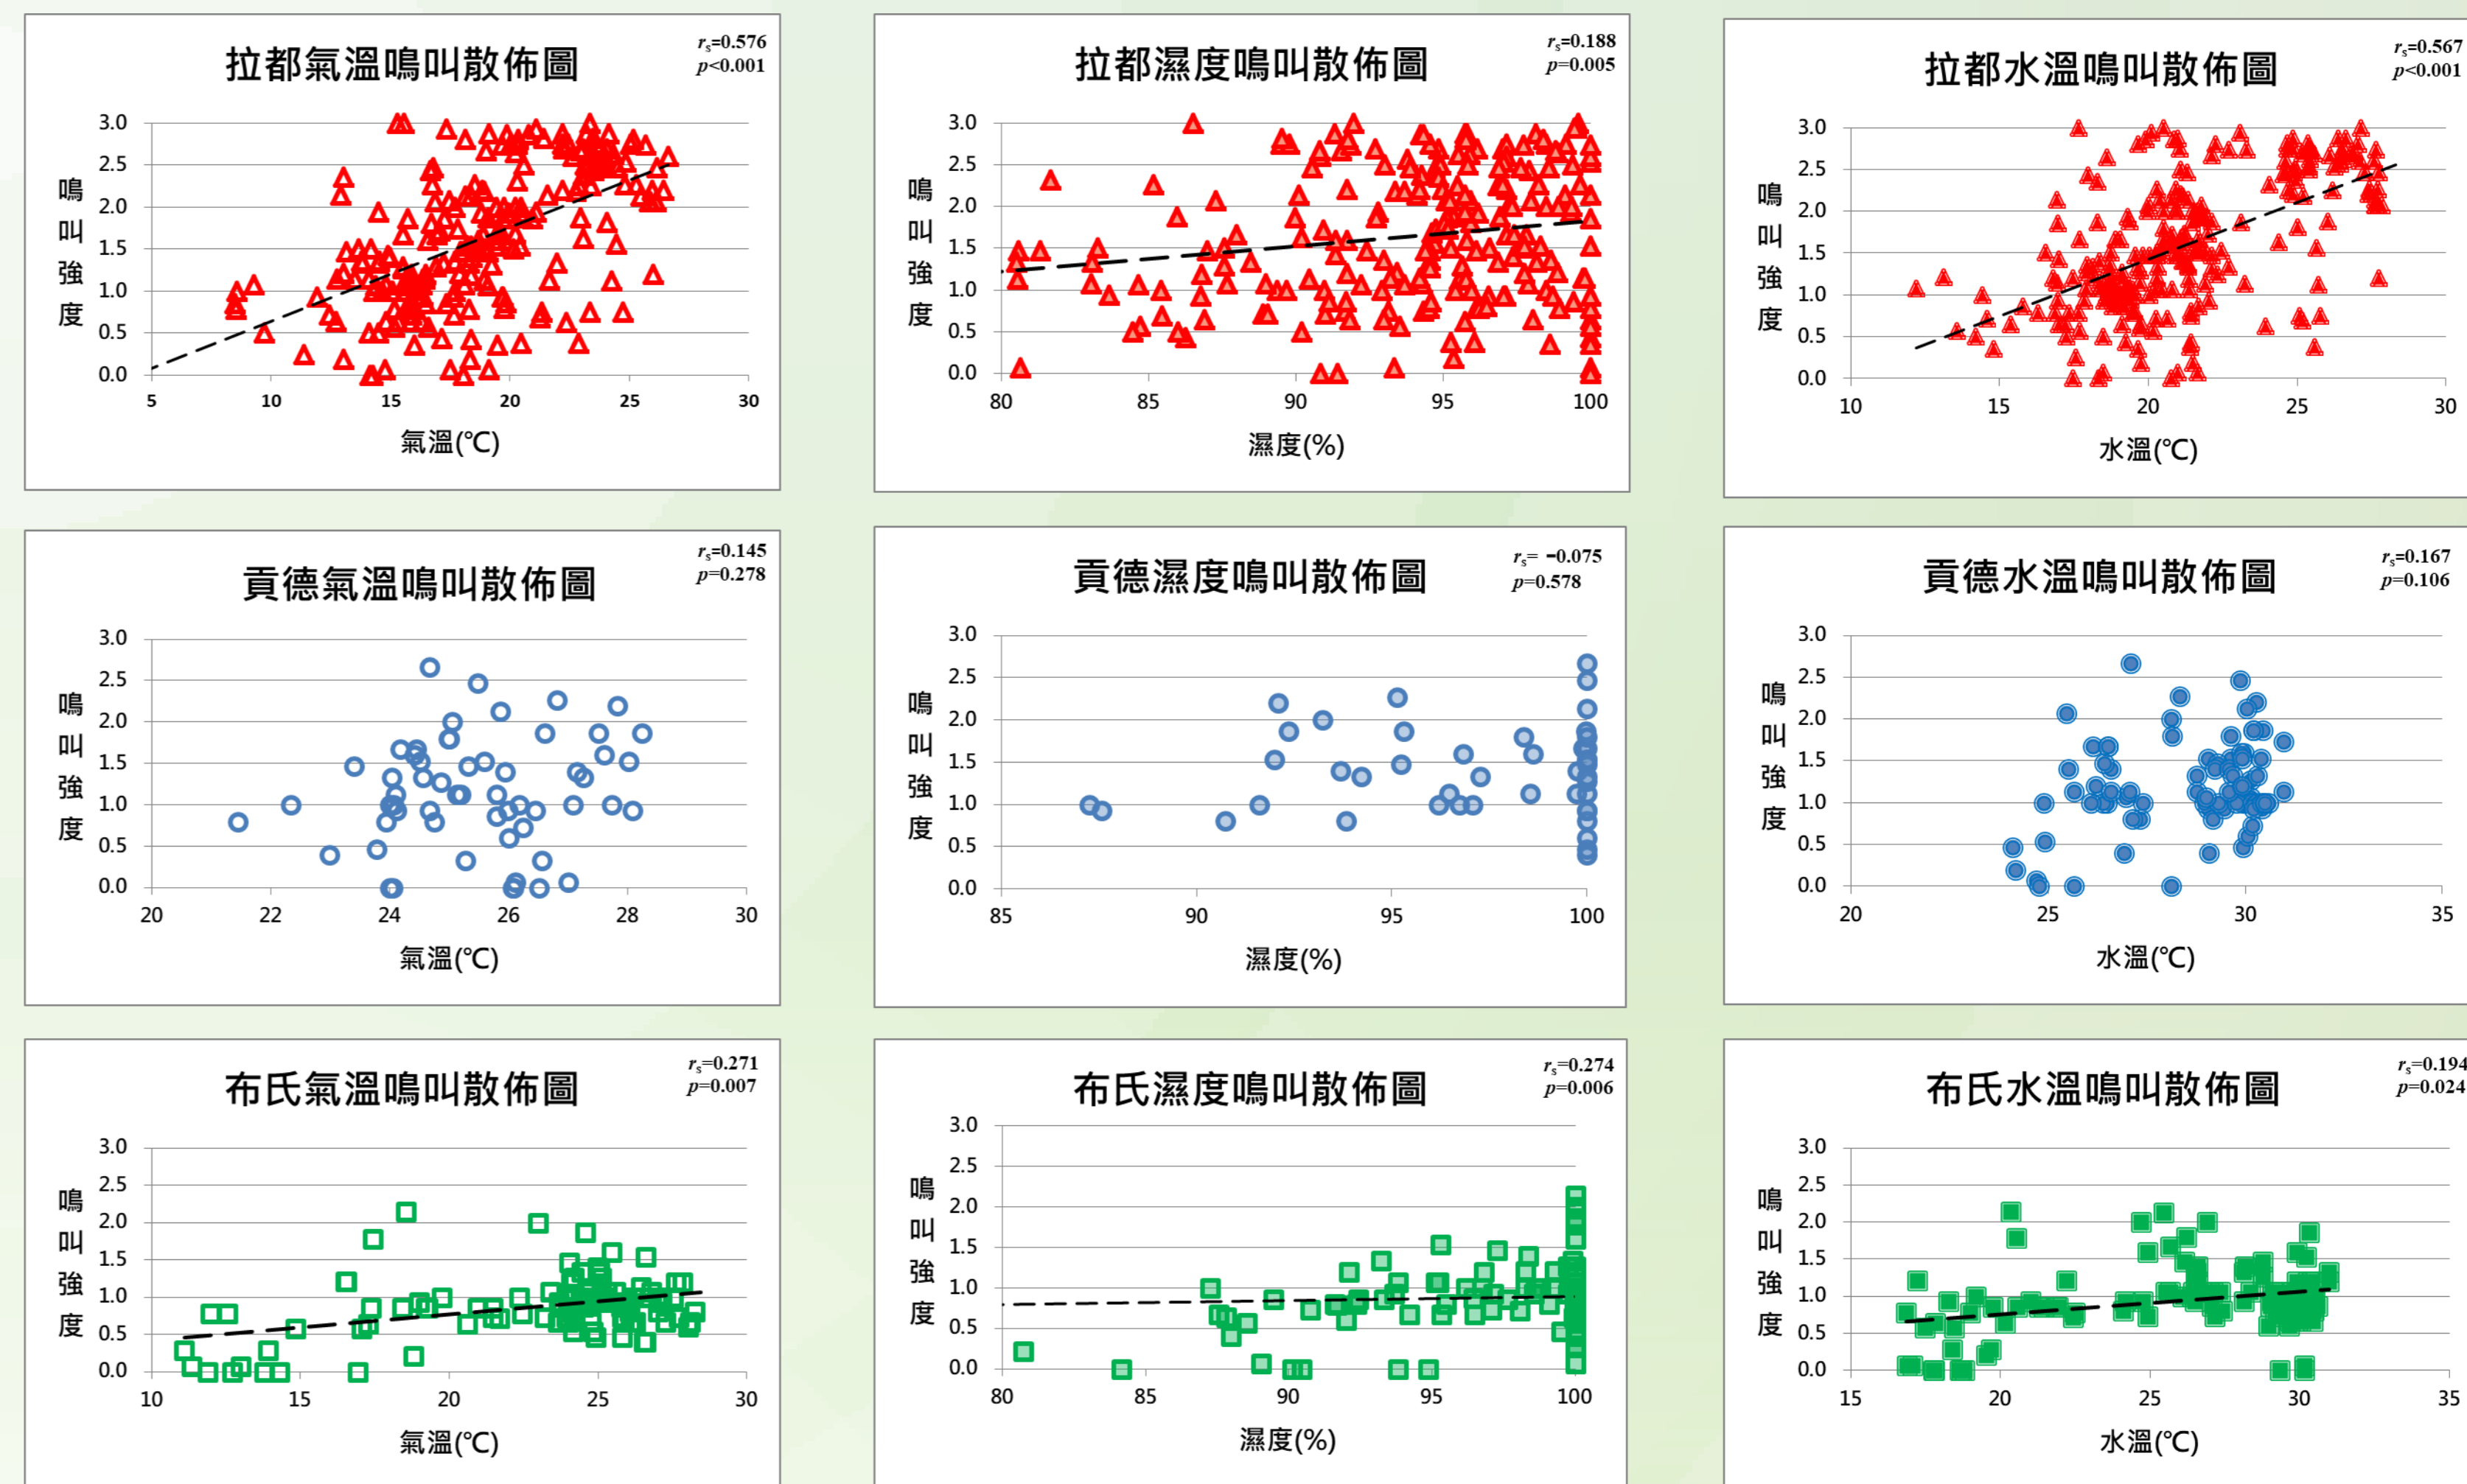 拉都氣溫鳴叫散佈圖
rs=0.576
p<0.001
鳴叫強度
3.0
2.5
2.0
1.5
1.0
0.5
0.0
5 10 15 20 25 30
氣溫(℃)
拉都濕度鳴叫散佈圖
rs=0.188
p=0.005
鳴叫強度
3.0
2.5
2.0
1.5
1.0
0.5
0.0
80 85 90 95 100
濕度(%)
拉都水溫鳴叫散佈圖
rs=0.567
p<0.001
鳴叫強度
3.0
2.5
2.0
1.5
1.0
0.5
0.0
10 15 20 25 30
水溫(℃)
貢德氣溫鳴叫散佈圖
rs=0.145
p=0.278
鳴叫強度
3.0
2.5
2.0
1.5
1.0
0.5
0.0
20 22 24 26 28 30
氣溫(℃)
貢德濕度鳴叫散佈圖
rs= −0.075
p=0.578
鳴叫強度
3.0
2.5
2.0
1.5
1.0
0.5
0.0
85 90 95 100
濕度(%)
貢德水溫鳴叫散佈圖
rs=0.167
p=0.106
鳴叫強度
3.0
2.5
2.0
1.5
1.0
0.5
0.0
20 25 30 35
水溫(℃)
布氏氣溫鳴叫散佈圖
rs=0.271
p=0.007
鳴叫強度
3.0
2.5
2.0
1.5
1.0
0.5
0.0
10 15 20 25 30
氣溫(℃)
布氏濕度鳴叫散佈圖
rs=0.274
p=0.006
鳴叫強度
3.0
2.5
2.0
1.5
1.0
0.5
0.0
80 85 90 95 100
濕度(%)
布氏水溫鳴叫散佈圖
rs=0.194
p=0.024
鳴叫強度
3.0
2.5
2.0
1.5
1.0
0.5
0.0
15 20 25 30 35
水溫(℃)